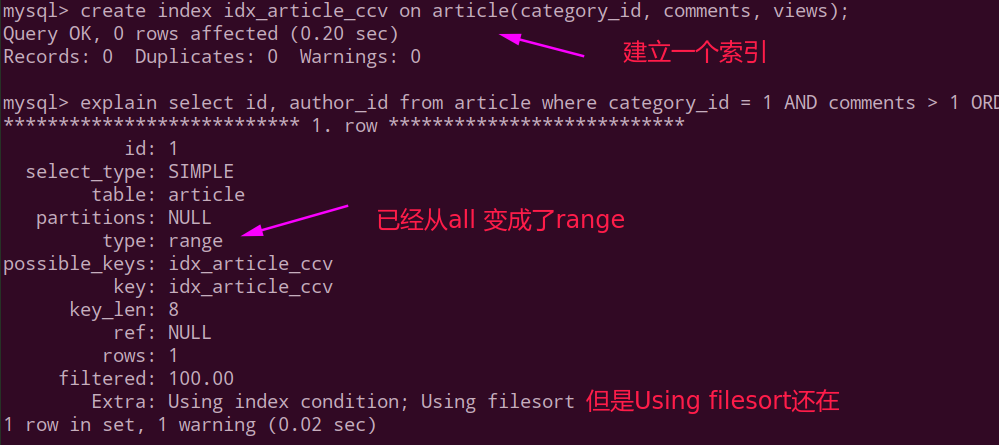 mysql> create index idx_article_ccv on article(category_id, comments, views);
Query OK, 0 rows affected (0.20 sec)
建立一个索引
Records: 0  Duplicates: 0  Warnings: 0
mysql> explain select id, author_id from article where category_id = 1 AND comments > 1 ORD
*************************** 1. row ***************************
id: 1
select_type: SIMPLE
table: article
partitions: NULL
已经从all 变成了range
type: range
possible_keys: idx_article_ccv
key: idx_article_ccv
key_len: 8
ref: NULL
rows: 1
filtered: 100.00
Extra: Using index condition; Using filesort 但是Using filesort还在
1 row in set, 1 warning (0.02 sec)